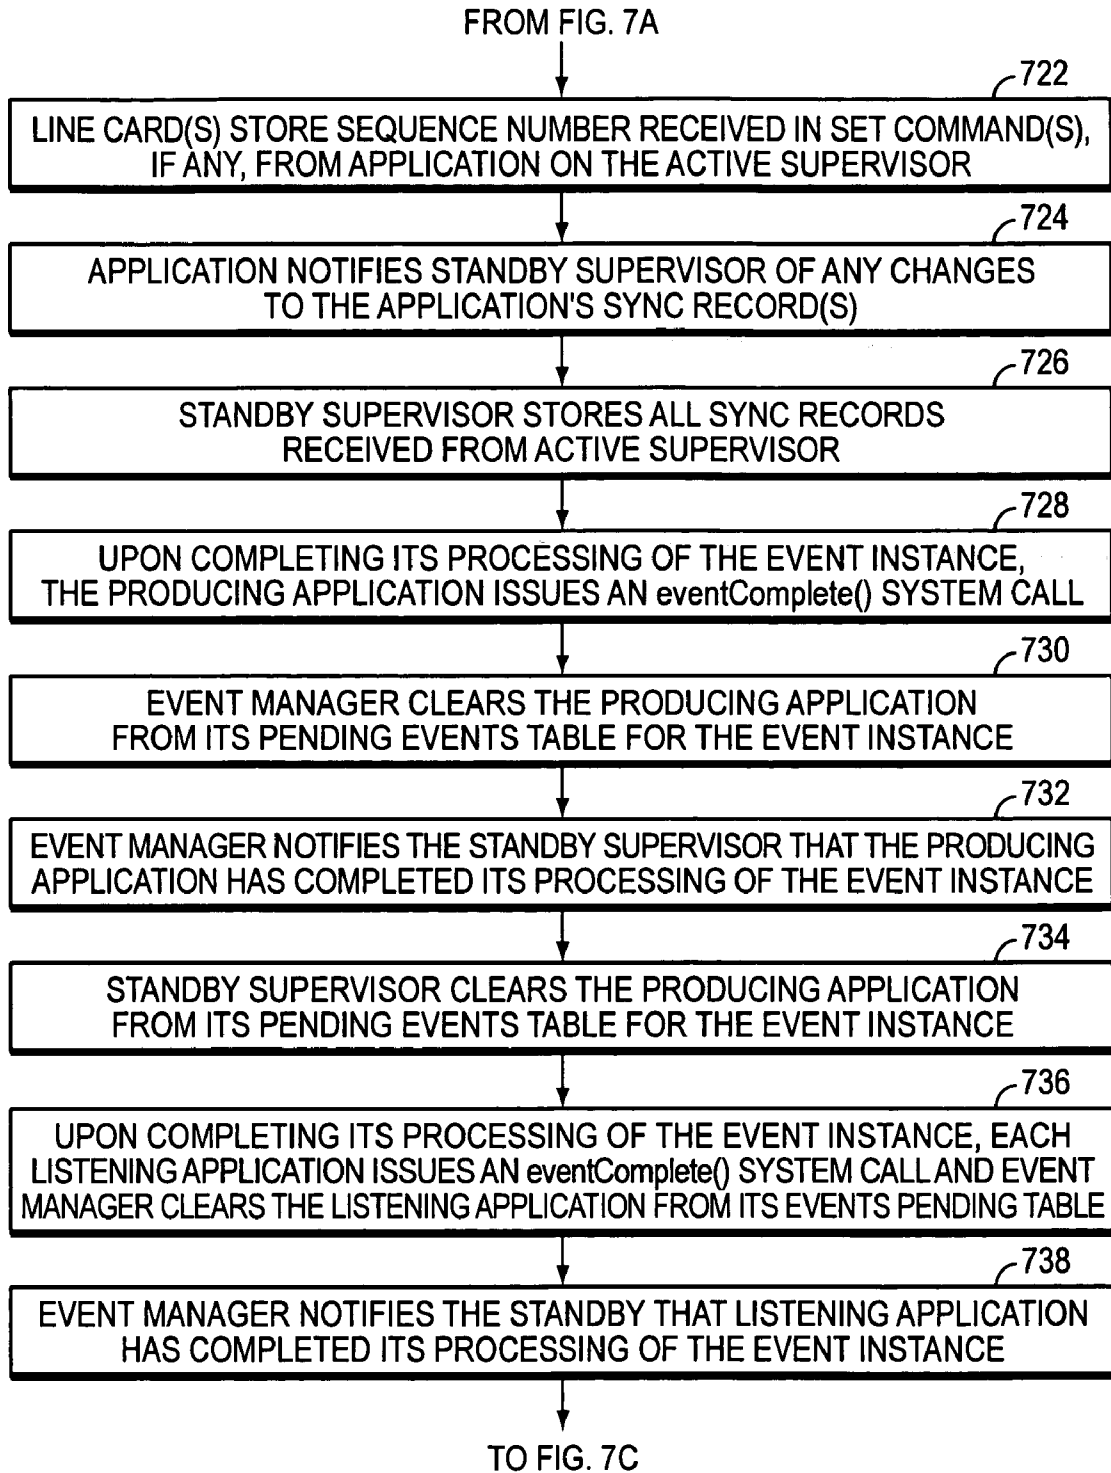 FROM FIG. 7A
722
LINE CARD(S) STORE SEQUENCE NUMBER RECEIVED IN SET COMMAND(S),
IF ANY, FROM APPLICATION ON THE ACTIVE SUPERVISOR
724
APPLICATION NOTIFIES STANDBY SUPERVISOR OF ANY CHANGES
TO THE APPLICATION'S SYNC RECORD(S)
726
STANDBY SUPERVISOR STORES ALL SYNC RECORDS
RECEIVED FROM ACTIVE SUPERVISOR
728
UPON COMPLETING ITS PROCESSING OF THE EVENT INSTANCE,
THE PRODUCING APPLICATION ISSUES AN eventComplete() SYSTEM CALL
730
EVENT MANAGER CLEARS THE PRODUCING APPLICATION
FROM ITS PENDING EVENTS TABLE FOR THE EVENT INSTANCE
732
EVENT MANAGER NOTIFIES THE STANDBY SUPERVISOR THAT THE PRODUCING
APPLICATION HAS COMPLETED ITS PROCESSING OF THE EVENT INSTANCE
734
STANDBY SUPERVISOR CLEARS THE PRODUCING APPLICATION
FROM ITS PENDING EVENTS TABLE FOR THE EVENT INSTANCE
736
UPON COMPLETING ITS PROCESSING OF THE EVENT INSTANCE, EACH
LISTENING APPLICATION ISSUES AN eventComplete() SYSTEM CALL AND EVENT
MANAGER CLEARS THE LISTENING APPLICATION FROM ITS EVENTS PENDING TABLE
738
EVENT MANAGER NOTIFIES THE STANDBY THAT LISTENING APPLICATION
HAS COMPLETED ITS PROCESSING OF THE EVENT INSTANCE
TO FIG. 7C